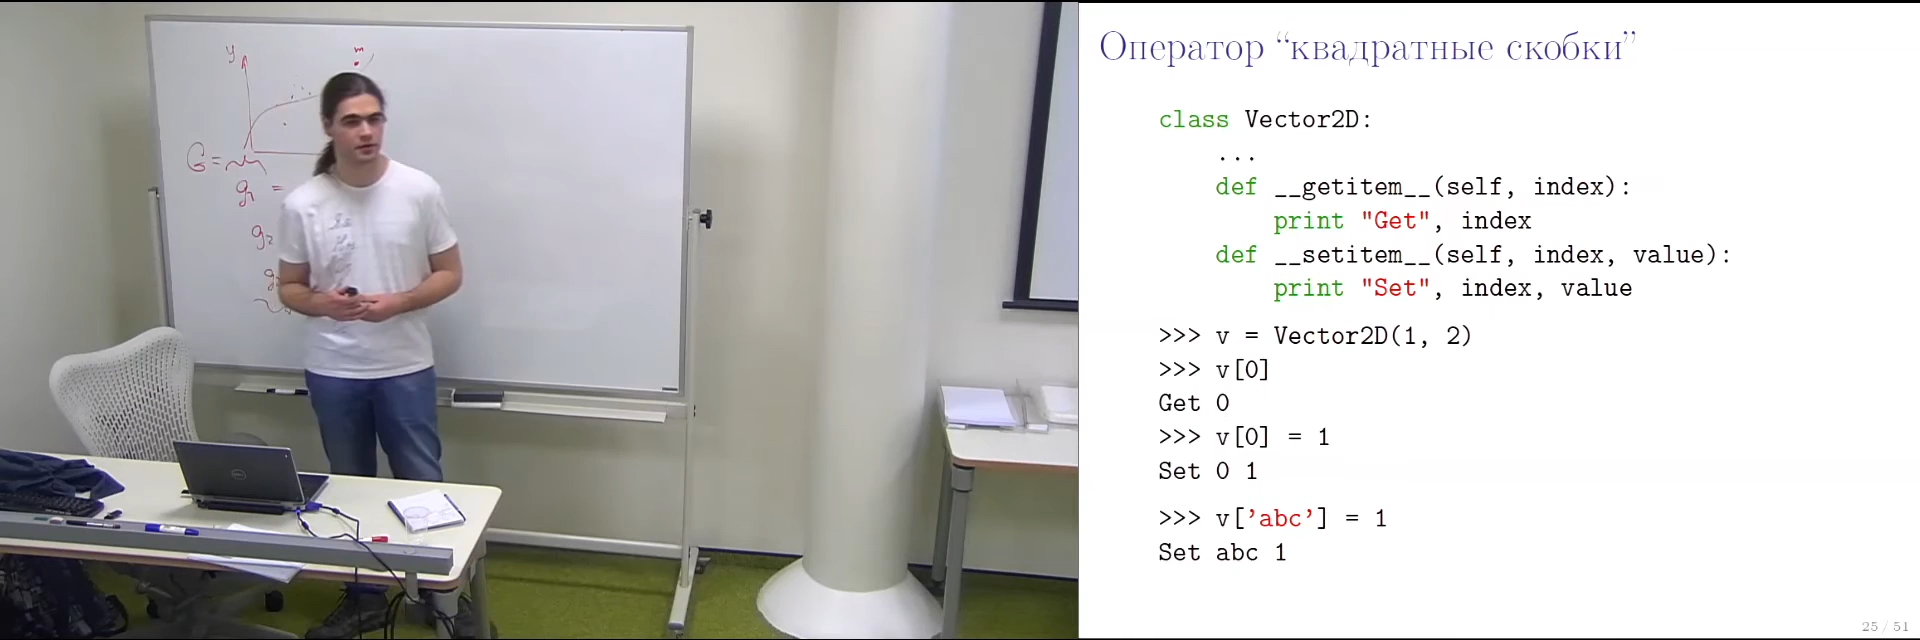 y
m
G =
g1 =
g2
Оператор “квадратные скобки”
class Vector2D:
...
def __getitem__(self, index):
print "Get", index
def __setitem__(self, index, value):
print "Set", index, value
>>> v = Vector2D(1, 2)
>>> v[0]
Get 0
>>> v[0] = 1
Set 0 1
>>> v[’abc’] = 1
Set abc 1
25 / 51